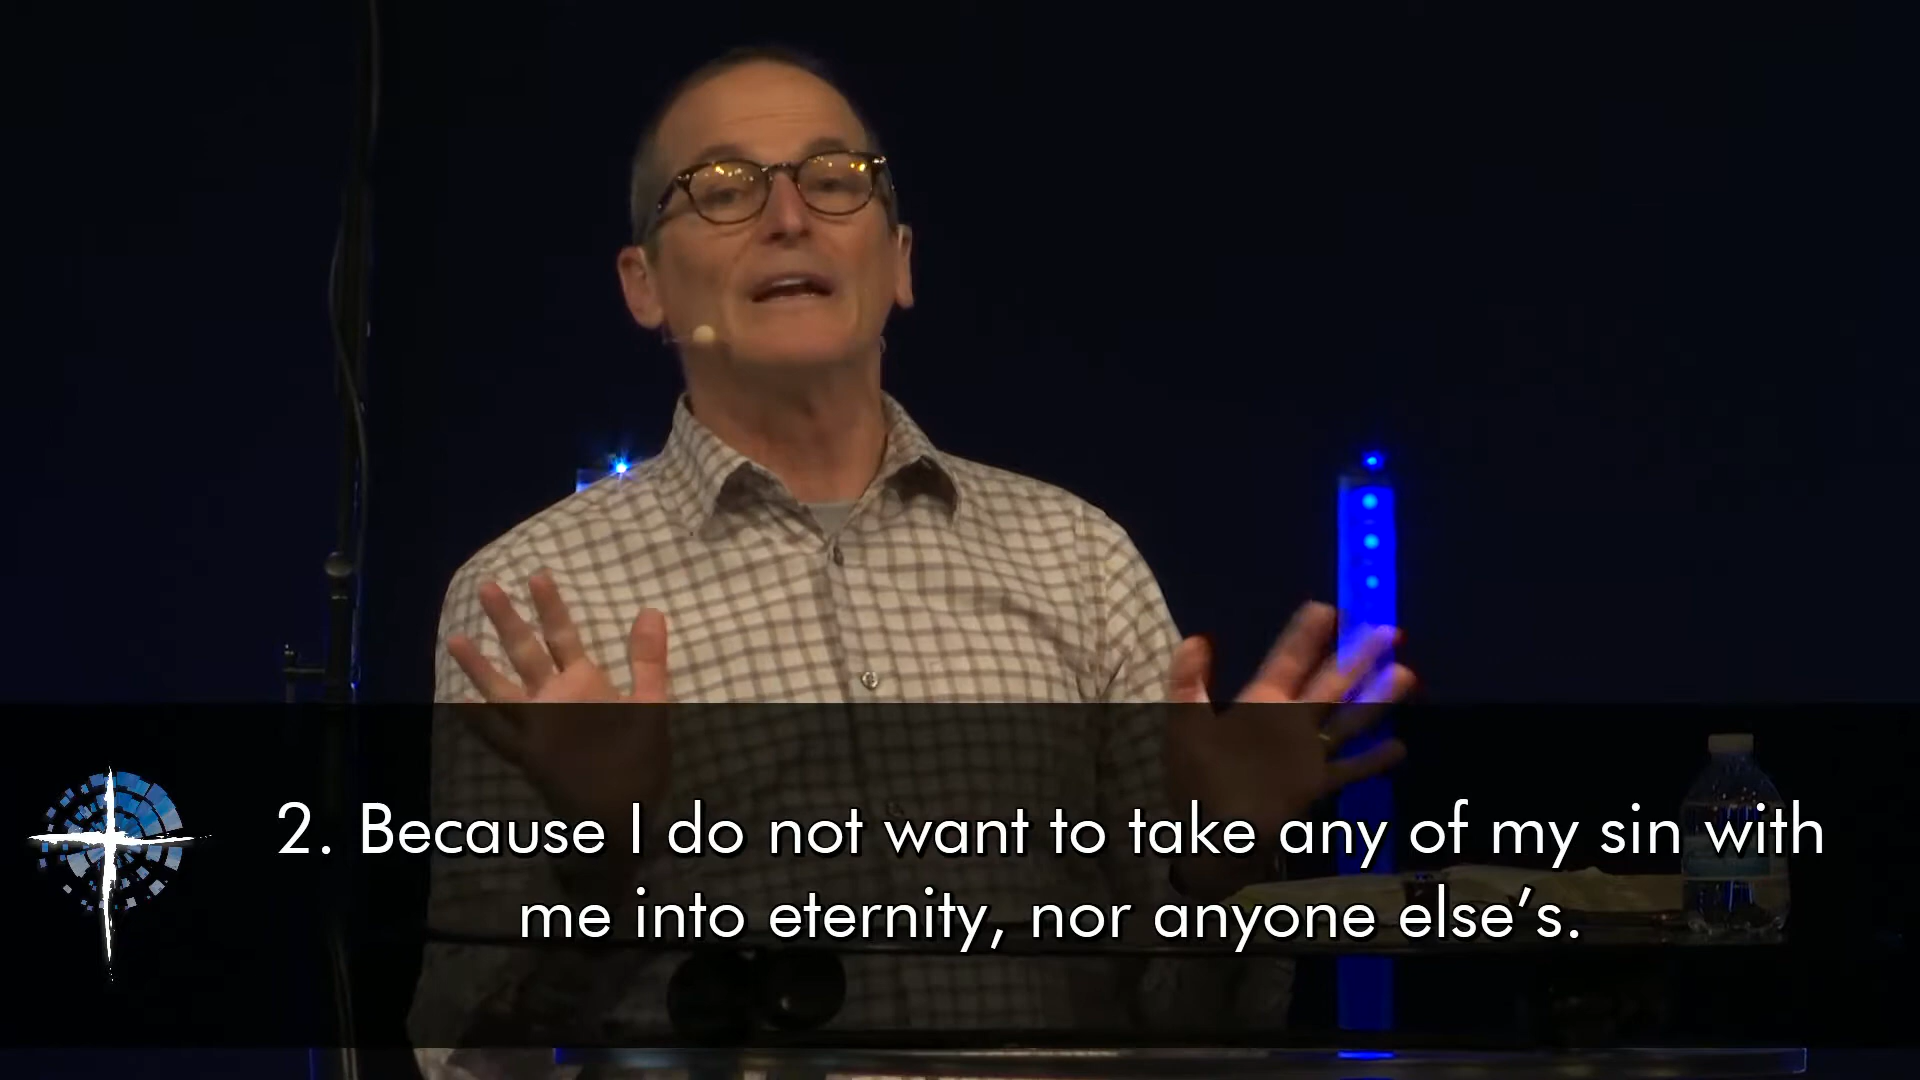 2. Because I do not want to take any of my sin with
me into eternity, nor anyone else’s.